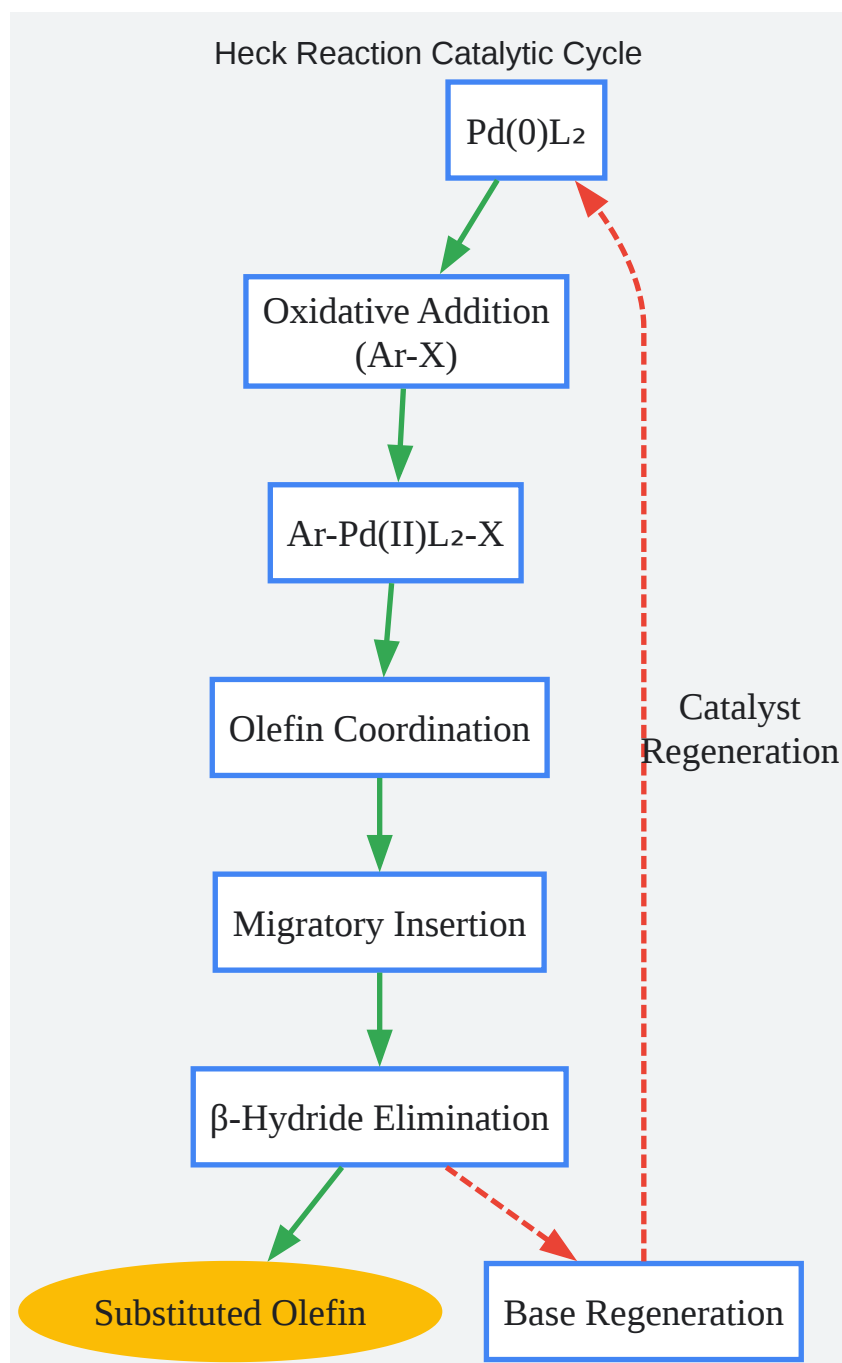 Heck Reaction Catalytic Cycle
Pd(0)L₂
Oxidative Addition
(Ar-X)
Ar-Pd(II)L₂-X
Olefin Coordination
Catalyst
Regeneration
Migratory Insertion
β-Hydride Elimination
Substituted Olefin
Base Regeneration